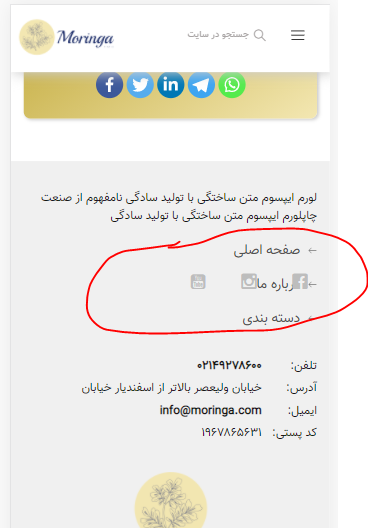 Moringa
جستجو در سایت
لورم ایپسوم متن ساختگی با تولید سادگی نامفهوم از صنعت
چاپلورم ایپسوم متن ساختگی با تولید سادگی
← صفحه اصلی
← درباره ما
← دسته بندی
تلفن: ۰۲۱۴۹۲۷۸۶۰۰
آدرس: خیابان ولیعصر بالاتر از اسفندیار خیابان
ایمیل: info@moringa.com
کد پستی: ۱۹۶۷۸۶۵۶۳۱